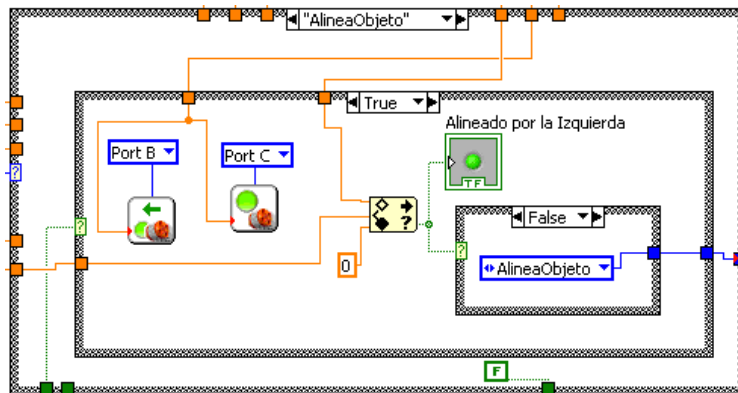 "AlineaObjeto"
True
Alineado por la Izquierda
Port B
Port C
TF
?
?
False
?
?
0
AlineaObjeto
F